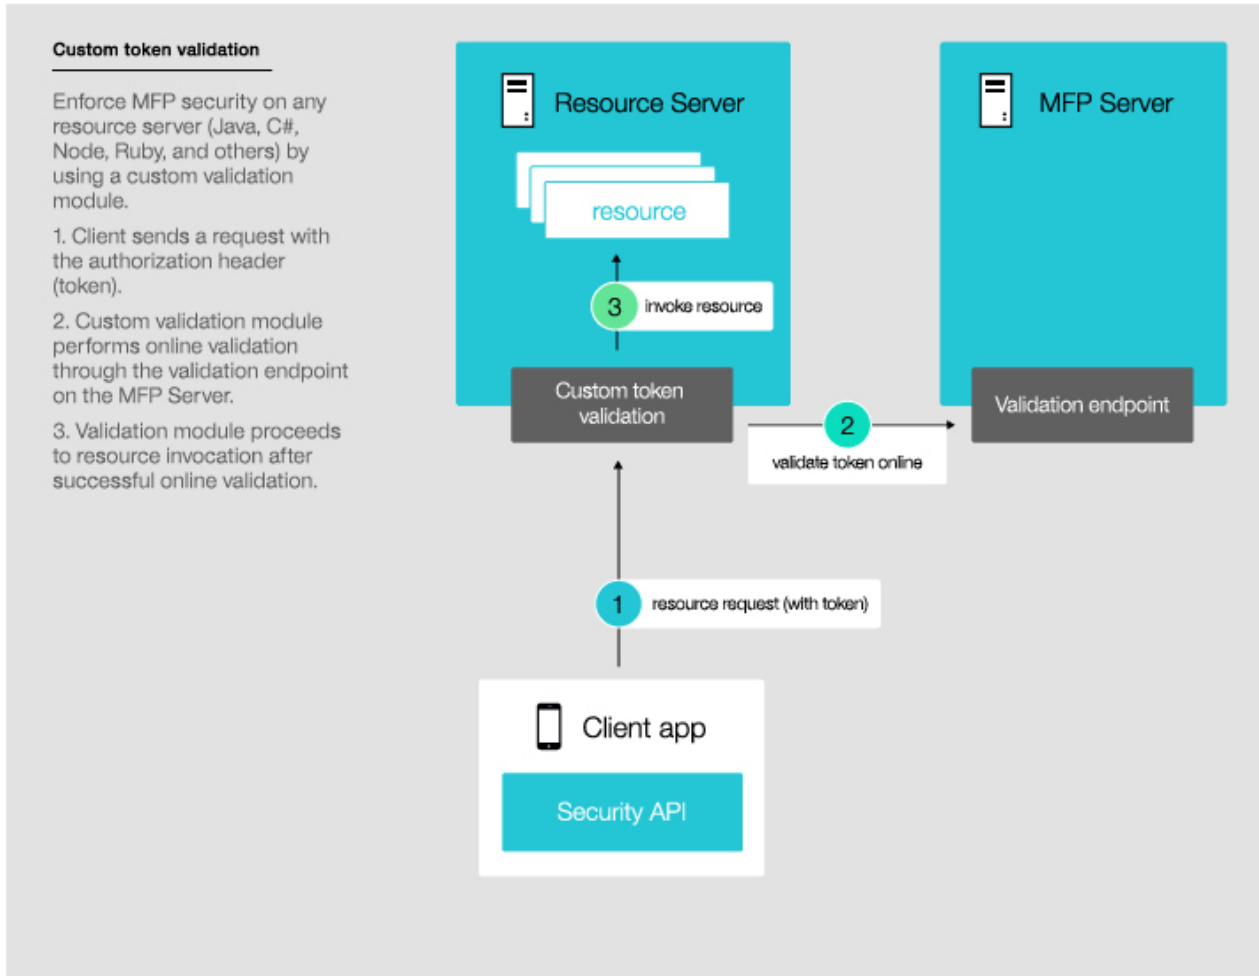 Custom token validation
Enforce MFP security on any
resource server (Java, C#,
Node, Ruby, and others) by
using a custom validation
module.
1. Client sends a request with
the authorization header
(token).
2. Custom validation module
performs online validation
through the validation endpoint
on the MFP Server.
3. Validation module proceeds
to resource invocation after
successful online validation.
Resource Server
resource
3 invoke resource
Custom token
validation
MFP Server
Validation endpoint
2
validate token online
1 resource request (with token)
Client app
Security API